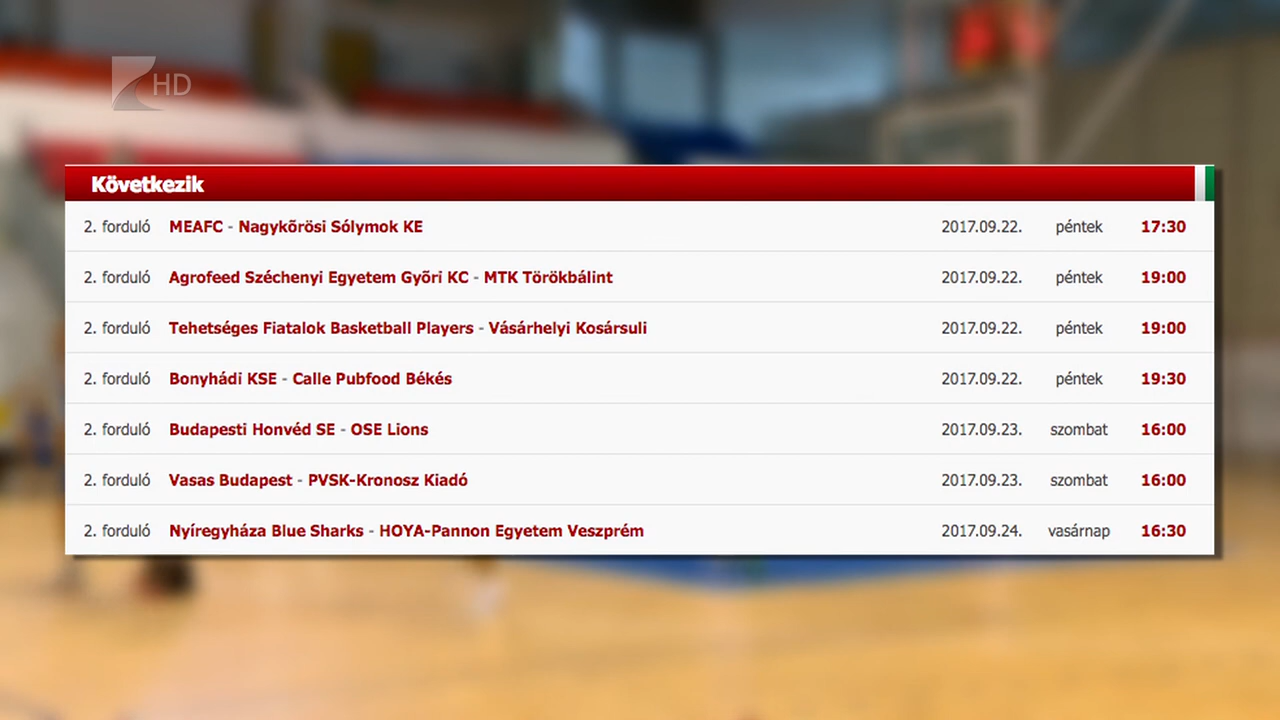 HD
Következik
2. forduló MEAFC - Nagykõrösi Sólymok KE 2017.09.22. péntek 17:30
2. forduló Agrofeed Széchenyi Egyetem Gyõri KC - MTK Törökbálint 2017.09.22. péntek 19:00
2. forduló Tehetséges Fiatalok Basketball Players - Vásárhelyi Kosársuli 2017.09.22. péntek 19:00
2. forduló Bonyhádi KSE - Calle Pubfood Békés 2017.09.22. péntek 19:30
2. forduló Budapesti Honvéd SE - OSE Lions 2017.09.23. szombat 16:00
2. forduló Vasas Budapest - PVSK-Kronosz Kiadó 2017.09.23. szombat 16:00
2. forduló Nyíregyháza Blue Sharks - HOYA-Pannon Egyetem Veszprém 2017.09.24. vasárnap 16:30